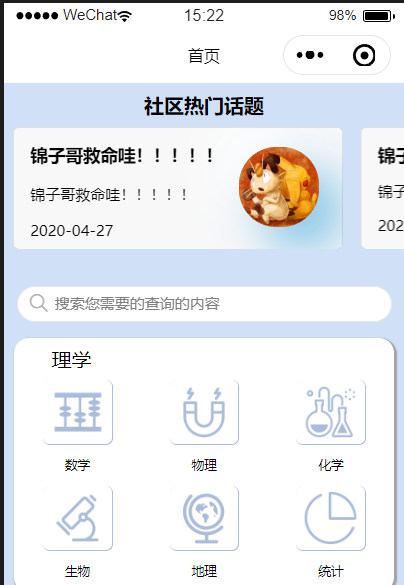 WeChat 15:22 98%
首页
社区热门话题
锦子哥救命哇！！！！！
锦子哥救命哇！！！！！
2020-04-27
锦子
锦子
2020
搜索您需要的查询的内容
理学
数学 物理 化学
生物 地理 统计